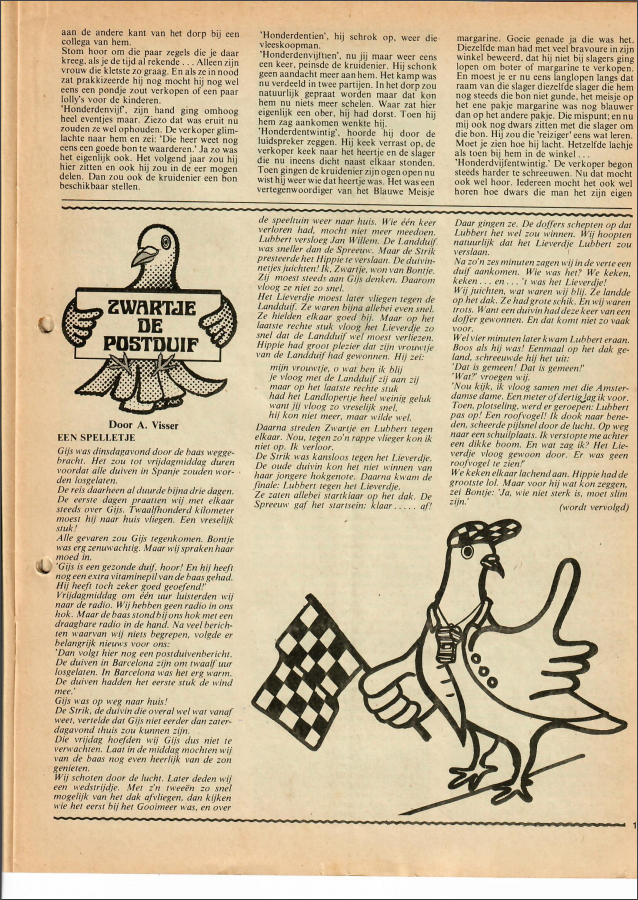 aan de andere kant van het dorp bij een
collega van hem.
Stom hoor om die paar zegels die je daar
kreeg, als je de tijd al rekende . . . Alleen zijn
vrouw die kletste zo graag. En als ze in nood
zat prakkizeerde hij nog mocht hij nog wel
eens een pondje zout verkopen of een paar
lolly's voor de kinderen.
'Honderdenvijf', zijn hand ging omhoog
heel eventjes maar. Ziezo dat was eruit nu
zouden ze wel ophouden. De verkoper glim-
lachte naar hem en zei: 'Die heer weet nog
eens een goede bon te waarderen.' Ja zo was
het eigenlijk ook. Het volgend jaar zou hij
hier zitten en ook hij zou in de eer mogen
delen. Dan zou ook de kruidenier een bon
beschikbaar stellen.
'Honderdentien', hij schrok op, weer die
vleeskoopman.
'Honderdenvijftien', nu jij maar weer eens
een keer, peinsde de kruidenier. Hij schonk
geen aandacht meer aan hem. Het kamp was
nu verdeeld in twee partijen. In het dorp zou
natuurlijk gepraat worden maar dat kon
hem nu niets meer schelen. Waar zat hier
eigenlijk een ober, hij had dorst. Toen hij
hem zag aankomen wenkte hij.
'Honderdentwintig', hoorde hij door de
luidspreker zeggen. Hij keek verrast op, de
verkoper keek naar het heertje en de slager
die nu ineens dicht naast elkaar stonden.
Toen gingen de kruidenier zijn ogen open nu
wist hij weer wie dat heertje was. Het was een
vertegenwoordiger van het Blauwe Meisje
margarine. Goeie genade ja die was het.
Diezelfde man had met veel bravoure in zijn
winkel beweerd, dat hij niet bij slagers ging
lopen om boter of margarine te verkopen.
En moest je er nu eens langlopen langs dat
raam van die slager diezelfde slager die hem
nog steeds die bon niet gunde, het meisje op
het ene pakje margarine was nog blauwer
dan op het andere pakje. Die mispunt; en nu
mij ook nog dwars zitten met die slager om
die bon. Hij zou die 'reiziger' eens wat leren.
Moet je zien hoe hij lacht. Hetzelfde lachje
als toen bij hem in de winkel . . .
'Honderdvijfentwintig.' De verkoper begon
steeds harder te schreeuwen. Nu dat mocht
ook wel hoor. Iedereen mocht het ook wel
horen hoe dwars die man het zijn eigen
ZWARTJE
DE
POSTDUIF
Door A. Visser
EEN SPELLETJE
Gijs was dinsdagavond door de baas wegge-
bracht. Het zou tot vrijdagmiddag duren
voordat alle duiven in Spanje zouden wor-
den losgelaten.
De reis daarheen al duurde bijna drie dagen.
De eerste dagen praatten wij met elkaar
steeds over Gijs. Twaalfhonderd kilometer
moest hij naar huis vliegen. Een vreselijk
stuk!
Alle gevaren zou Gijs tegenkomen. Bontje
was erg zenuwachtig. Maar wij spraken haar
moed in.
'Gijs is een gezonde duif, hoor! En hij heeft
nog een extra vitaminepil van de baas gehad.
Hij heeft toch zeker goed geoefend!'
Vrijdagmiddag om één uur luisterden wij
naar de radio. Wij hebben geen radio in ons
hok. Maar de baas stond bij ons hok met een
draagbare radio in de hand. Na veel berich-
ten waarvan wij niets begrepen, volgde er
belangrijk nieuws voor ons:
'Dan volgt hier nog een postduivenbericht.
De duiven in Barcelona zijn om twaalf uur
losgelaten. In Barcelona was het erg warm.
De duiven hadden het eerste stuk de wind
mee.'
Gijs was op weg naar huis!
De Strik, de duivin die overal wel wat vanaf
weet, vertelde dat Gijs niet eerder dan zater-
dagavond thuis zou kunnen zijn.
Die vrijdag hoefden wij Gijs dus niet te
verwachten. Laat in de middag mochten wij
van de baas nog even heerlijk van de zon
genieten.
Wij schoten door de lucht. Later deden wij
een wedstrijdje. Met z'n tweeën zo snel
mogelijk van het dak afvliegen, dan kijken
wie het eerst bij het Gooimeer was, en over
de speeltuin weer naar huis. Wie één keer
verloren had, mocht niet meer meedoen.
Lubbert versloeg Jan Willem. De Landduif
was sneller dan de Spreeuw. Maar de Strik
presteerde het Hippie te verslaan. De duivin-
netjes juichten! Ik, Zwartje, won van Bontje.
Zij moest steeds aan Gijs denken. Daarom
vloog ze niet zo snel.
Het Lieverdje moest later vliegen tegen de
Landduif. Ze waren bijna allebei even snel.
Ze hielden elkaar goed bij. Maar op het
laatste rechte stuk vloog het Lieverdje zo
snel dat de Landduif wel moest verliezen.
Hippie had groot plezier dat zijn vrouwtje
van de Landduif had gewonnen. Hij zei:
mijn vrouwtje, o wat ben ik blij
je vloog met de Landduif zij aan zij
maar op het laatste rechte stuk
had het Landlopertje heel weinig geluk
want jij vloog zo vreselijk snel,
hij kon niet meer, maar wilde wel.
Daarna streden Zwartje en Lubbert tegen
elkaar. Nou, tegen zo'n rappe vlieger kon ik
niet op. Ik verloor.
De Strik was kansloos tegen het Lieverdje.
De oude duivin kon het niet winnen van
haar jongere hokgenote. Daarna kwam de
finale: Lubbert tegen het Lieverdje.
Ze zaten allebei startklaar op het dak. De
Spreeuw gaf het startsein: klaar . . . . . af!
Daar gingen ze. De doffers schepten op dat
Lubbert het wel zou winnen. Wij hoopten
natuurlijk dat het Lieverdje Lubbert zou
verslaan.
Na zo'n zes minuten zagen wij in de verte een
duif aankomen. Wie was het? We keken,
keken . . . en . . . 't was het Lieverdje!
Wij juichten, wat waren wij blij. Ze landde
op het dak. Ze had grote schik. En wij waren
trots. Want een duivin had deze keer van een
doffer gewonnen. En dat komt niet zo vaak
voor.
Wel vier minuten later kwam Lubbert eraan.
Boos als hij was! Eenmaal op het dak ge-
land, schreeuwde hij het uit:
'Dat is gemeen! Dat is gemeen!'
'Wat?' vroegen wij.
'Nou kijk, ik vloog samen met die Amster-
damse dame. Een meter of dertig lag ik voor.
Toen, plotseling, werd er geroepen: Lubbert
pas op! Een roofvogel! Ik dook naar bene-
den, scheerde pijlsnel door de lucht. Op weg
naar een schuilplaats. Ik verstopte me achter
een dikke boom. En wat zag ik? Het Lie-
verdje vloog gewoon door. Er was geen
roofvogel te zien!'
We keken elkaar lachend aan. Hippie had de
grootste lol. Maar voor hij wat kon zeggen,
zei Bontje: 'Ja, wie niet sterk is, moet slim
zijn.'
(wordt vervolgd)
1